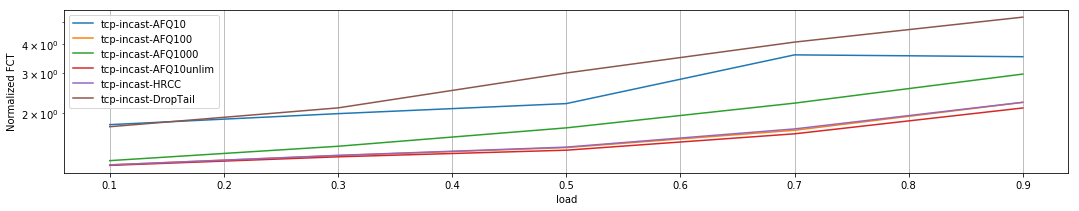 Normalized FCT
4 × 10⁰
3 × 10⁰
2 × 10⁰
tcp-incast-AFQ10
tcp-incast-AFQ100
tcp-incast-AFQ1000
tcp-incast-AFQ10unlim
tcp-incast-HRCC
tcp-incast-DropTail
0.1 0.2 0.3 0.4 0.5 0.6 0.7 0.8 0.9
load